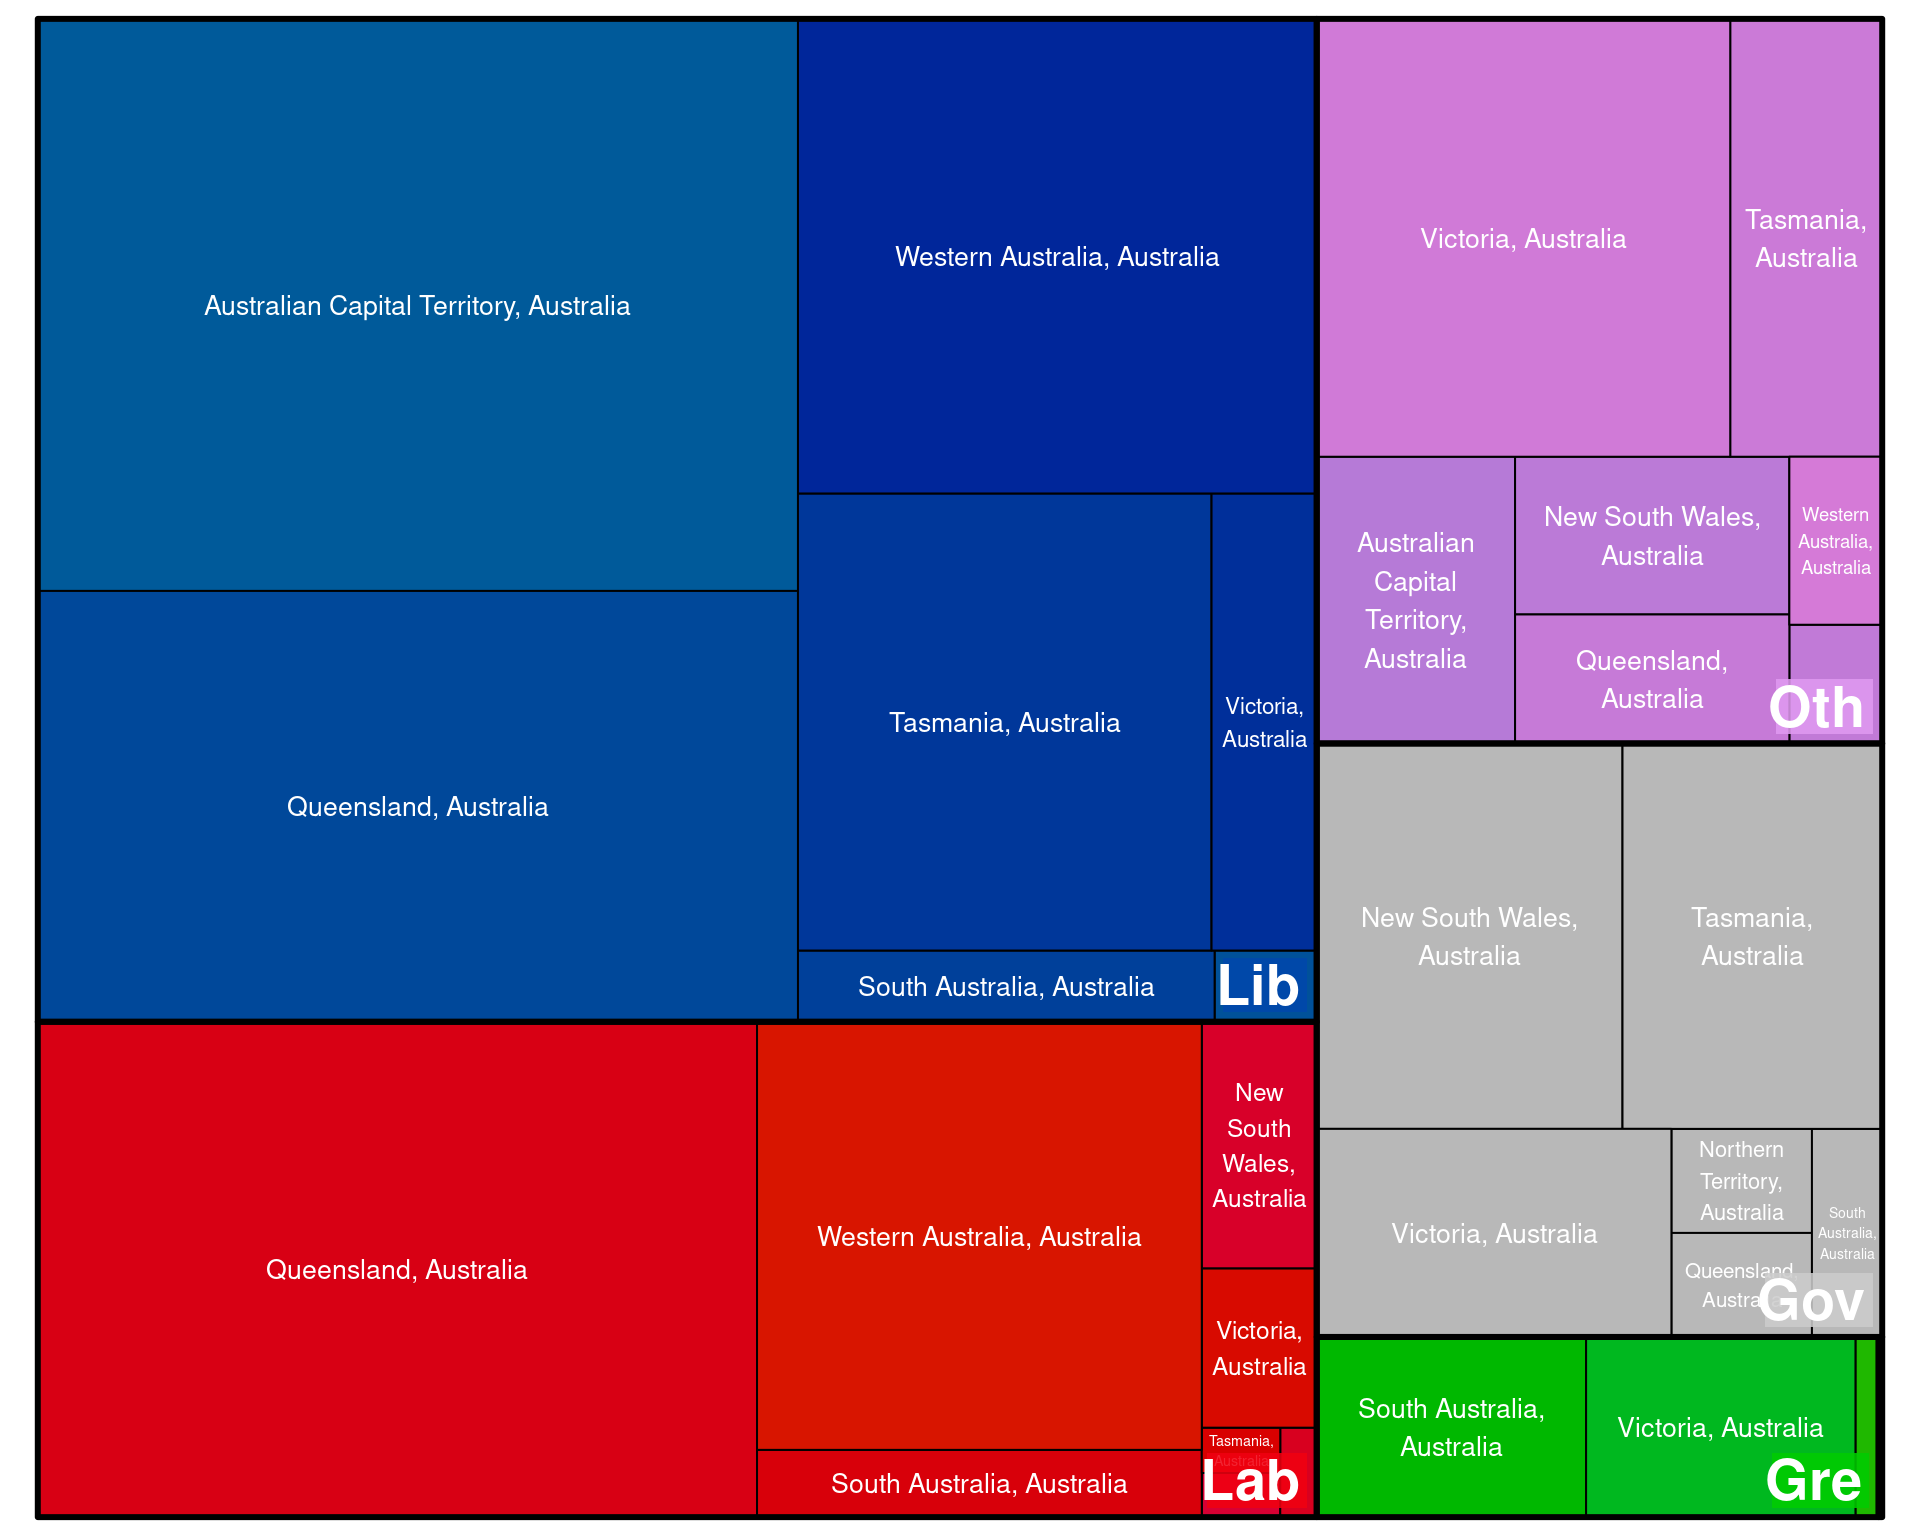 Australian Capital Territory, Australia
Queensland, Australia
Western Australia, Australia
Tasmania, Australia
Victoria,
Australia
South Australia, Australia
Lib
Queensland, Australia
Western Australia, Australia
South Australia, Australia
New
South
Wales,
Australia
Victoria,
Australia
Tasmania,
Australia
Lab
Victoria, Australia
Tasmania,
Australia
Australian
Capital
Territory,
Australia
New South Wales,
Australia
Queensland,
Australia
Western
Australia,
Australia
Oth
New South Wales,
Australia
Tasmania,
Australia
Victoria, Australia
Northern
Territory,
Australia
Queensland,
Australia
South
Australia,
Australia
Gov
South Australia,
Australia
Victoria, Australia
Gre